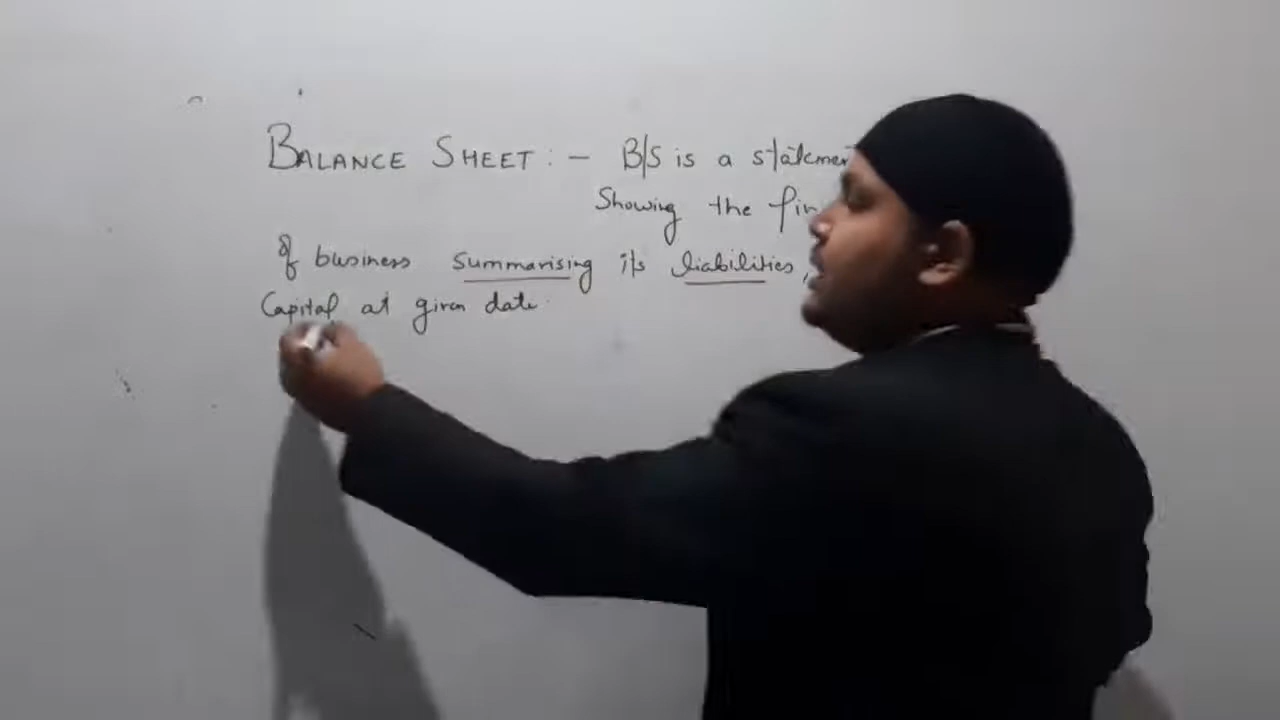 BALANCE SHEET : - B/S is a statemen
Showing the fin
of business summarising its liabilities,
Capital at given date.